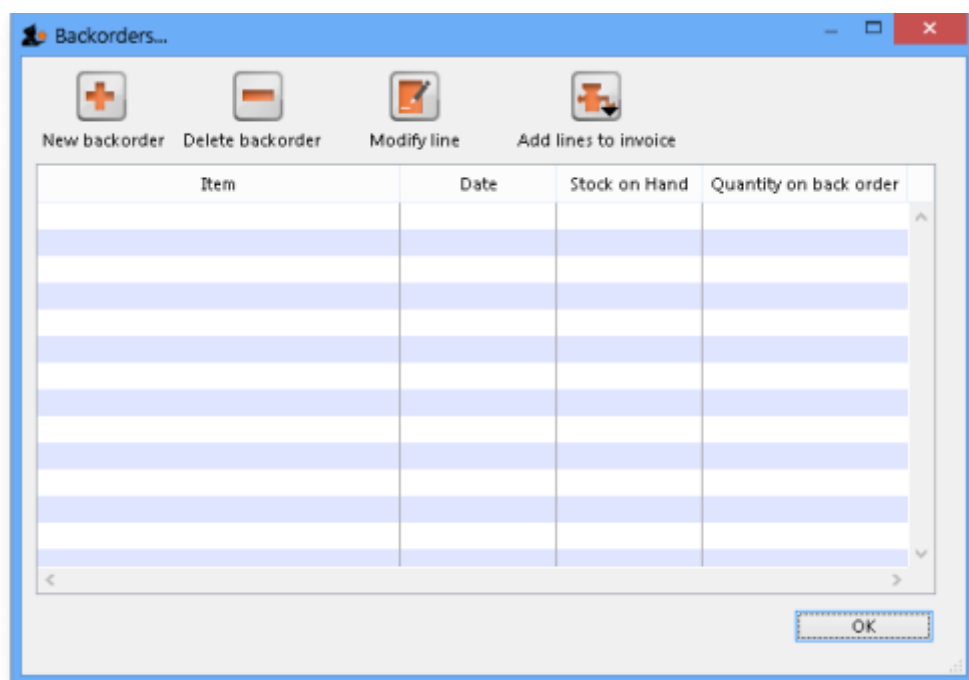 Backorders...
New backorder Delete backorder Modify line Add lines to invoice
Item Date Stock on Hand Quantity on back order
OK